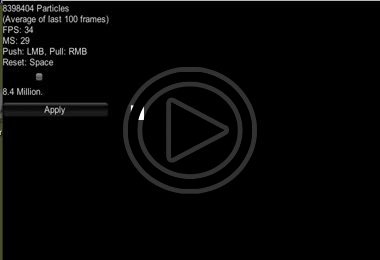 8398404 Particles
(Average of last 100 frames)
FPS: 34
MS: 29
Push: LMB, Pull: RMB
Reset: Space
8.4 Million.
Apply